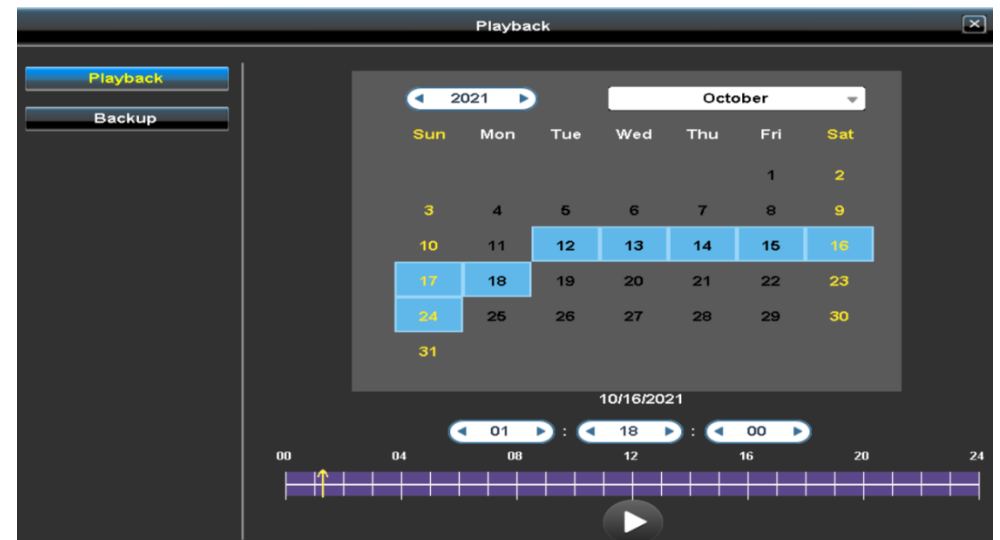 Playback
Playback
Backup
2021 October
Sun Mon Tue Wed Thu Fri Sat
1 2
3 4 5 6 7 8 9
10 11 12 13 14 15 16
17 18 19 20 21 22 23
24 25 26 27 28 29 30
31
10/16/2021
01 : 18 : 00
00 04 08 12 16 20 24